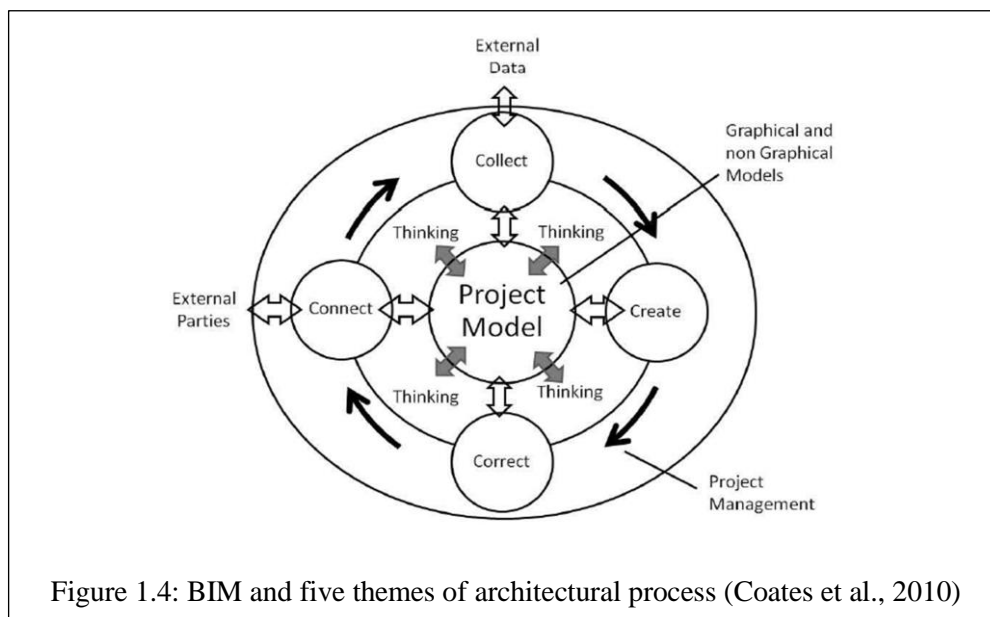 External
Data
Graphical and
non Graphical
Models
Collect
Thinking
Thinking
Project
Model
External
Parties
Connect
Create
Thinking
Thinking
Correct
Project
Management
Figure 1.4: BIM and five themes of architectural process (Coates et al., 2010)